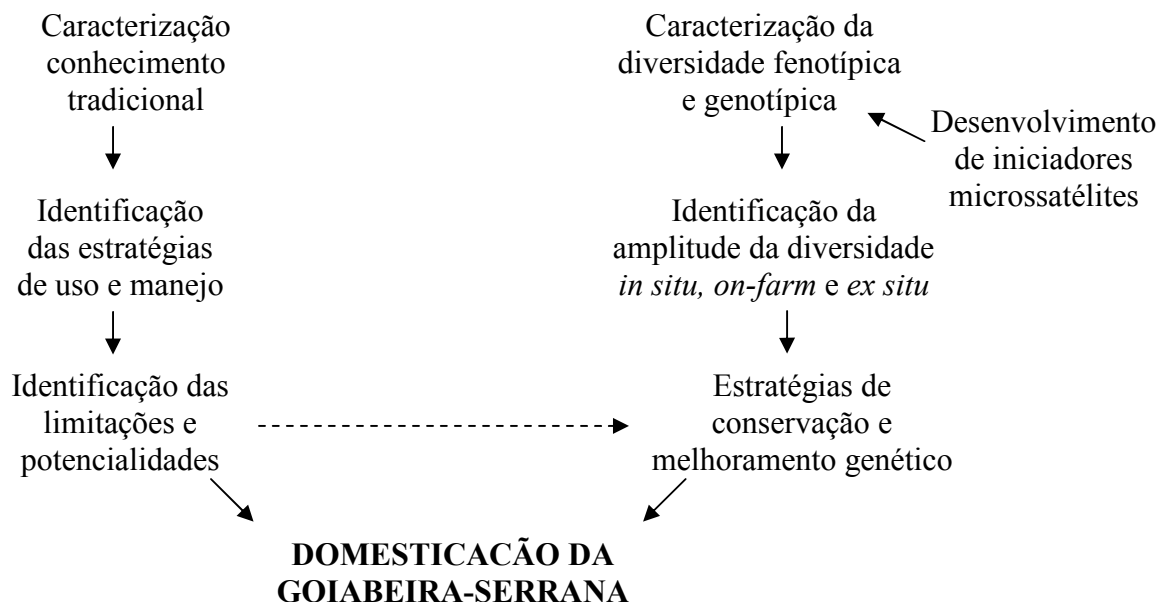 Caracterização
conhecimento
tradicional
Identificação
das estratégias
de uso e manejo
Identificação das
limitações e
potencialidades
Caracterização da
diversidade fenotípica
e genotípica
Desenvolvimento
de iniciadores
microssatélites
Identificação da
amplitude da diversidade
in situ, on-farm e ex situ
Estratégias de
conservação e
melhoramento genético
DOMESTICACÃO DA
GOIABEIRA-SERRANA